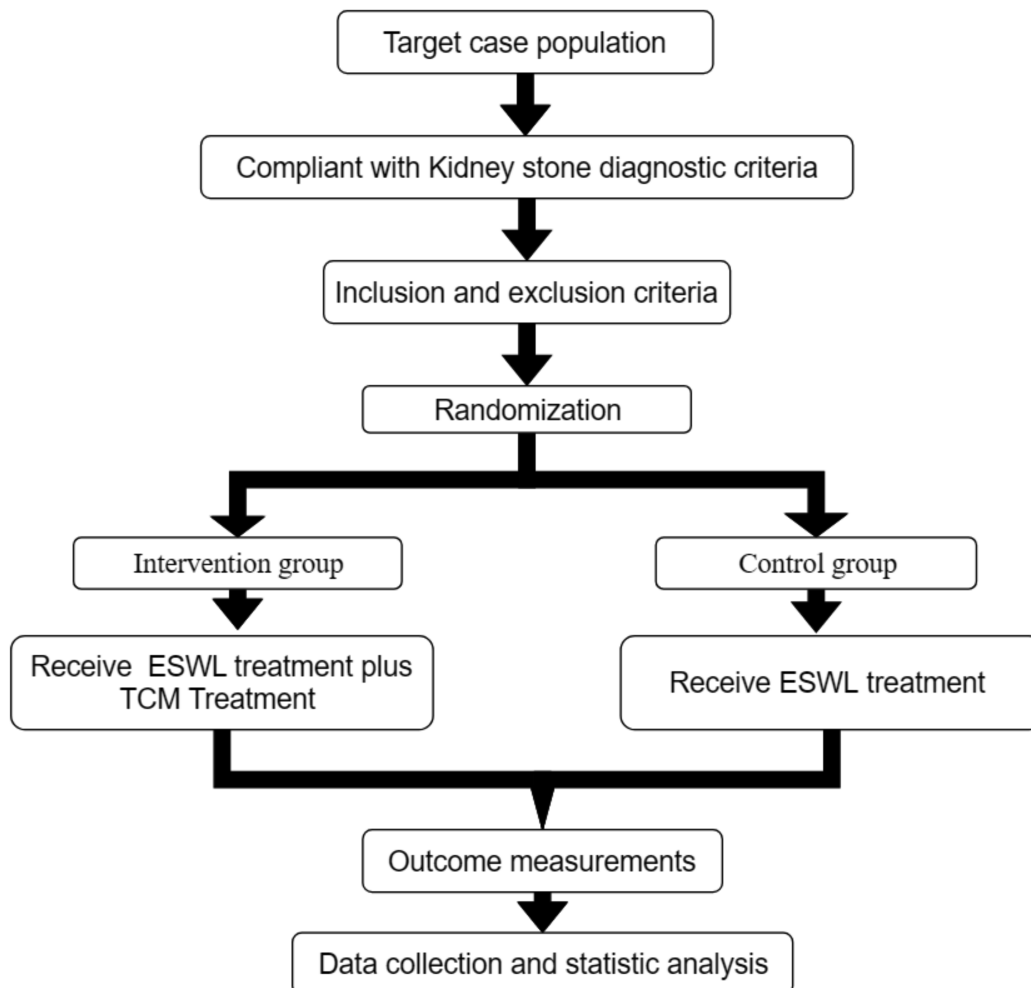 Target case population
Compliant with Kidney stone diagnostic criteria
Inclusion and exclusion criteria
Randomization
Intervention group
Control group
Receive ESWL treatment plus
TCM Treatment
Receive ESWL treatment
Outcome measurements
Data collection and statistic analysis